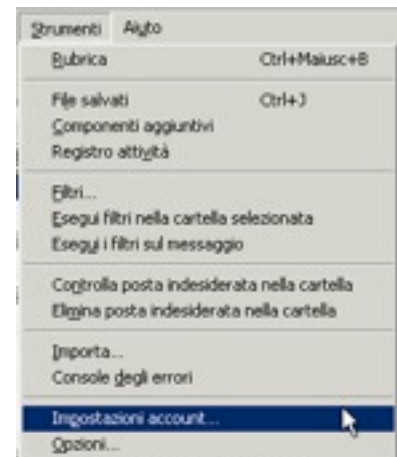 Strumenti Aiuto
Rubrica Ctrl+Maiusc+B
File salvati Ctrl+J
Componenti aggiuntivi
Registro attività
Filtri...
Esegui filtri nella cartella selezionata
Esegui i filtri sul messaggio
Controlla posta indesiderata nella cartella
Elimina posta indesiderata nella cartella
Importa...
Console degli errori
Impostazioni account...
Opzioni...